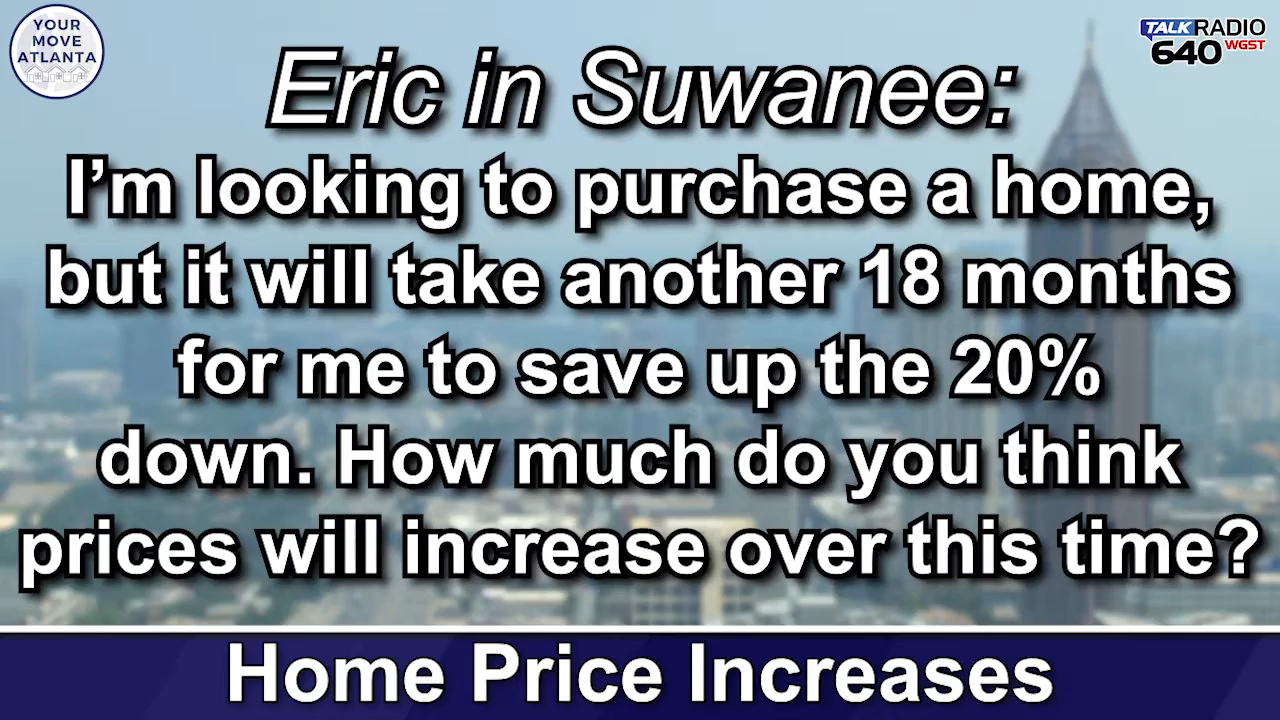 YOUR
MOVE
ATLANTA
TALK RADIO
640 WGST
Eric in Suwanee:
I’m looking to purchase a home,
but it will take another 18 months
for me to save up the 20%
down. How much do you think
prices will increase over this time?
Home Price Increases